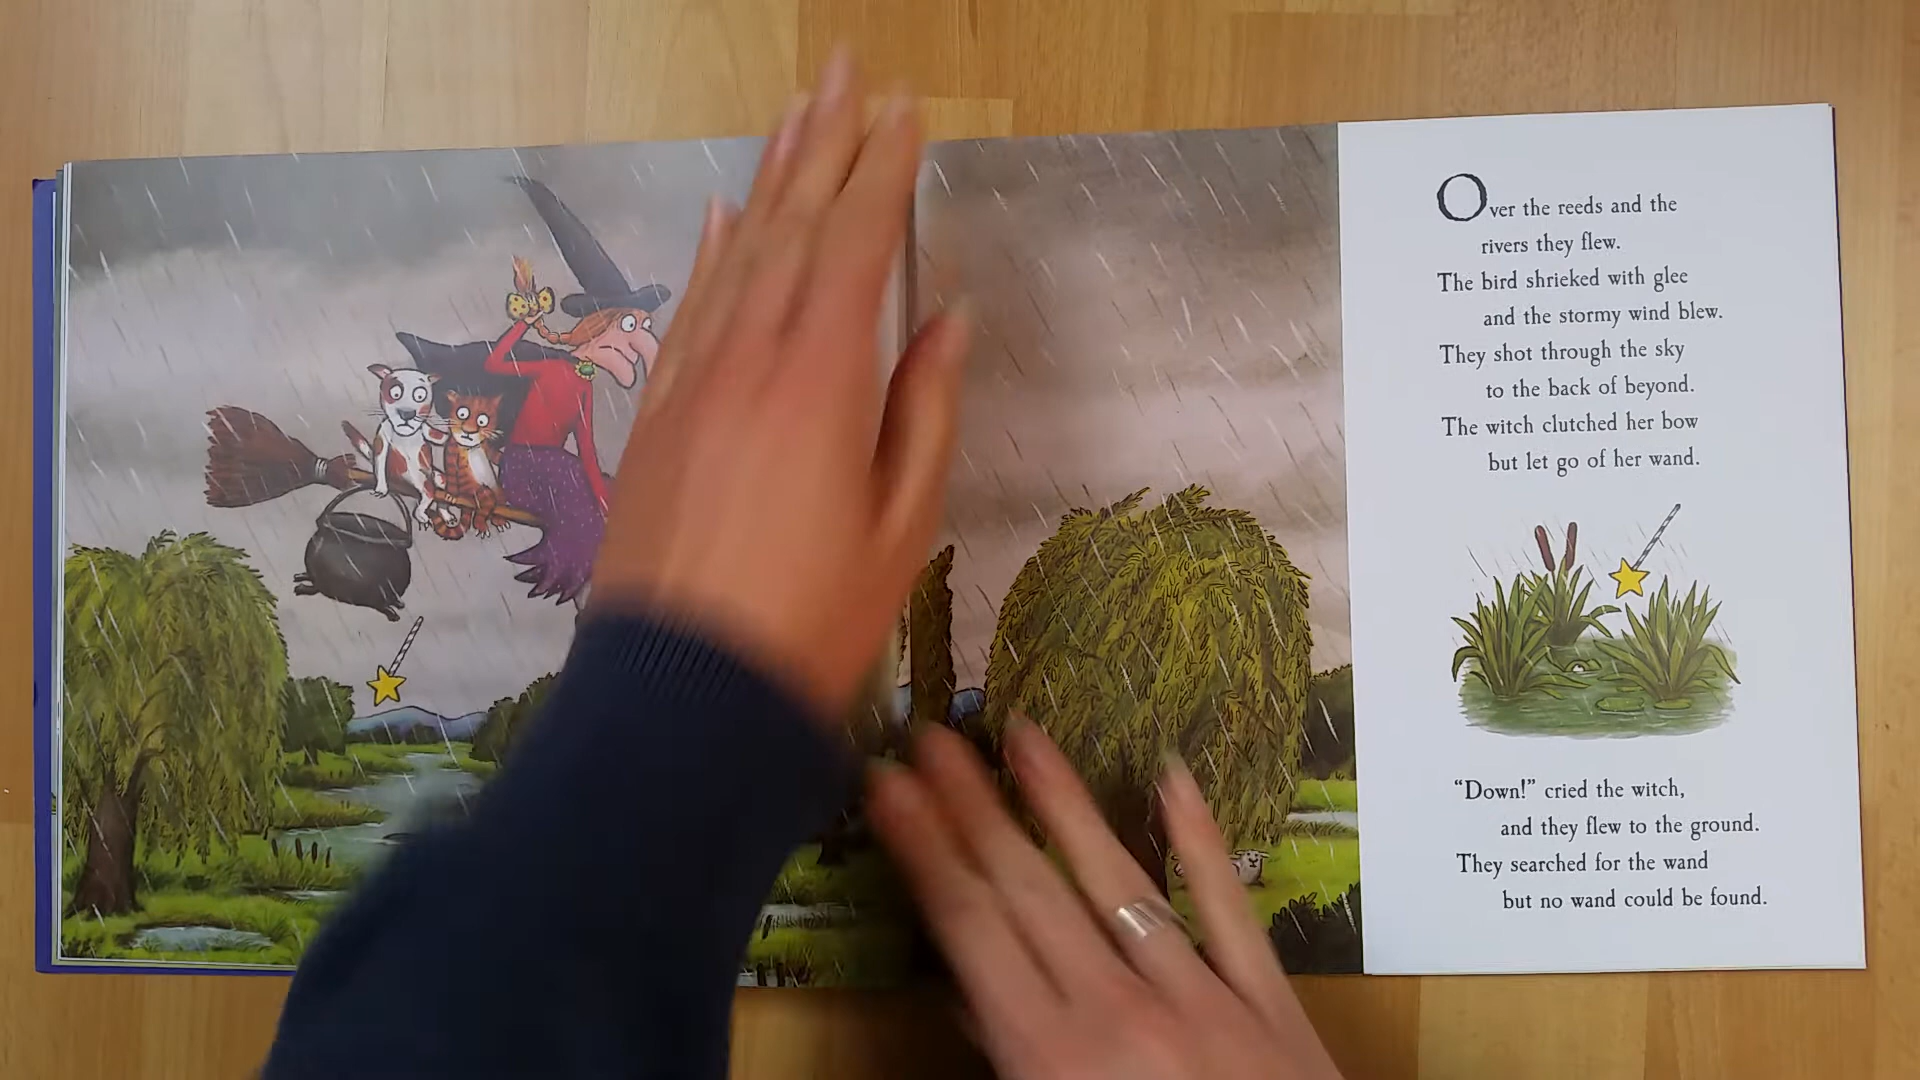 Over the reeds and the
rivers they flew.
The bird shrieked with glee
and the stormy wind blew.
They shot through the sky
to the back of beyond.
The witch clutched her bow
but let go of her wand.
“Down!” cried the witch,
and they flew to the ground.
They searched for the wand
but no wand could be found.